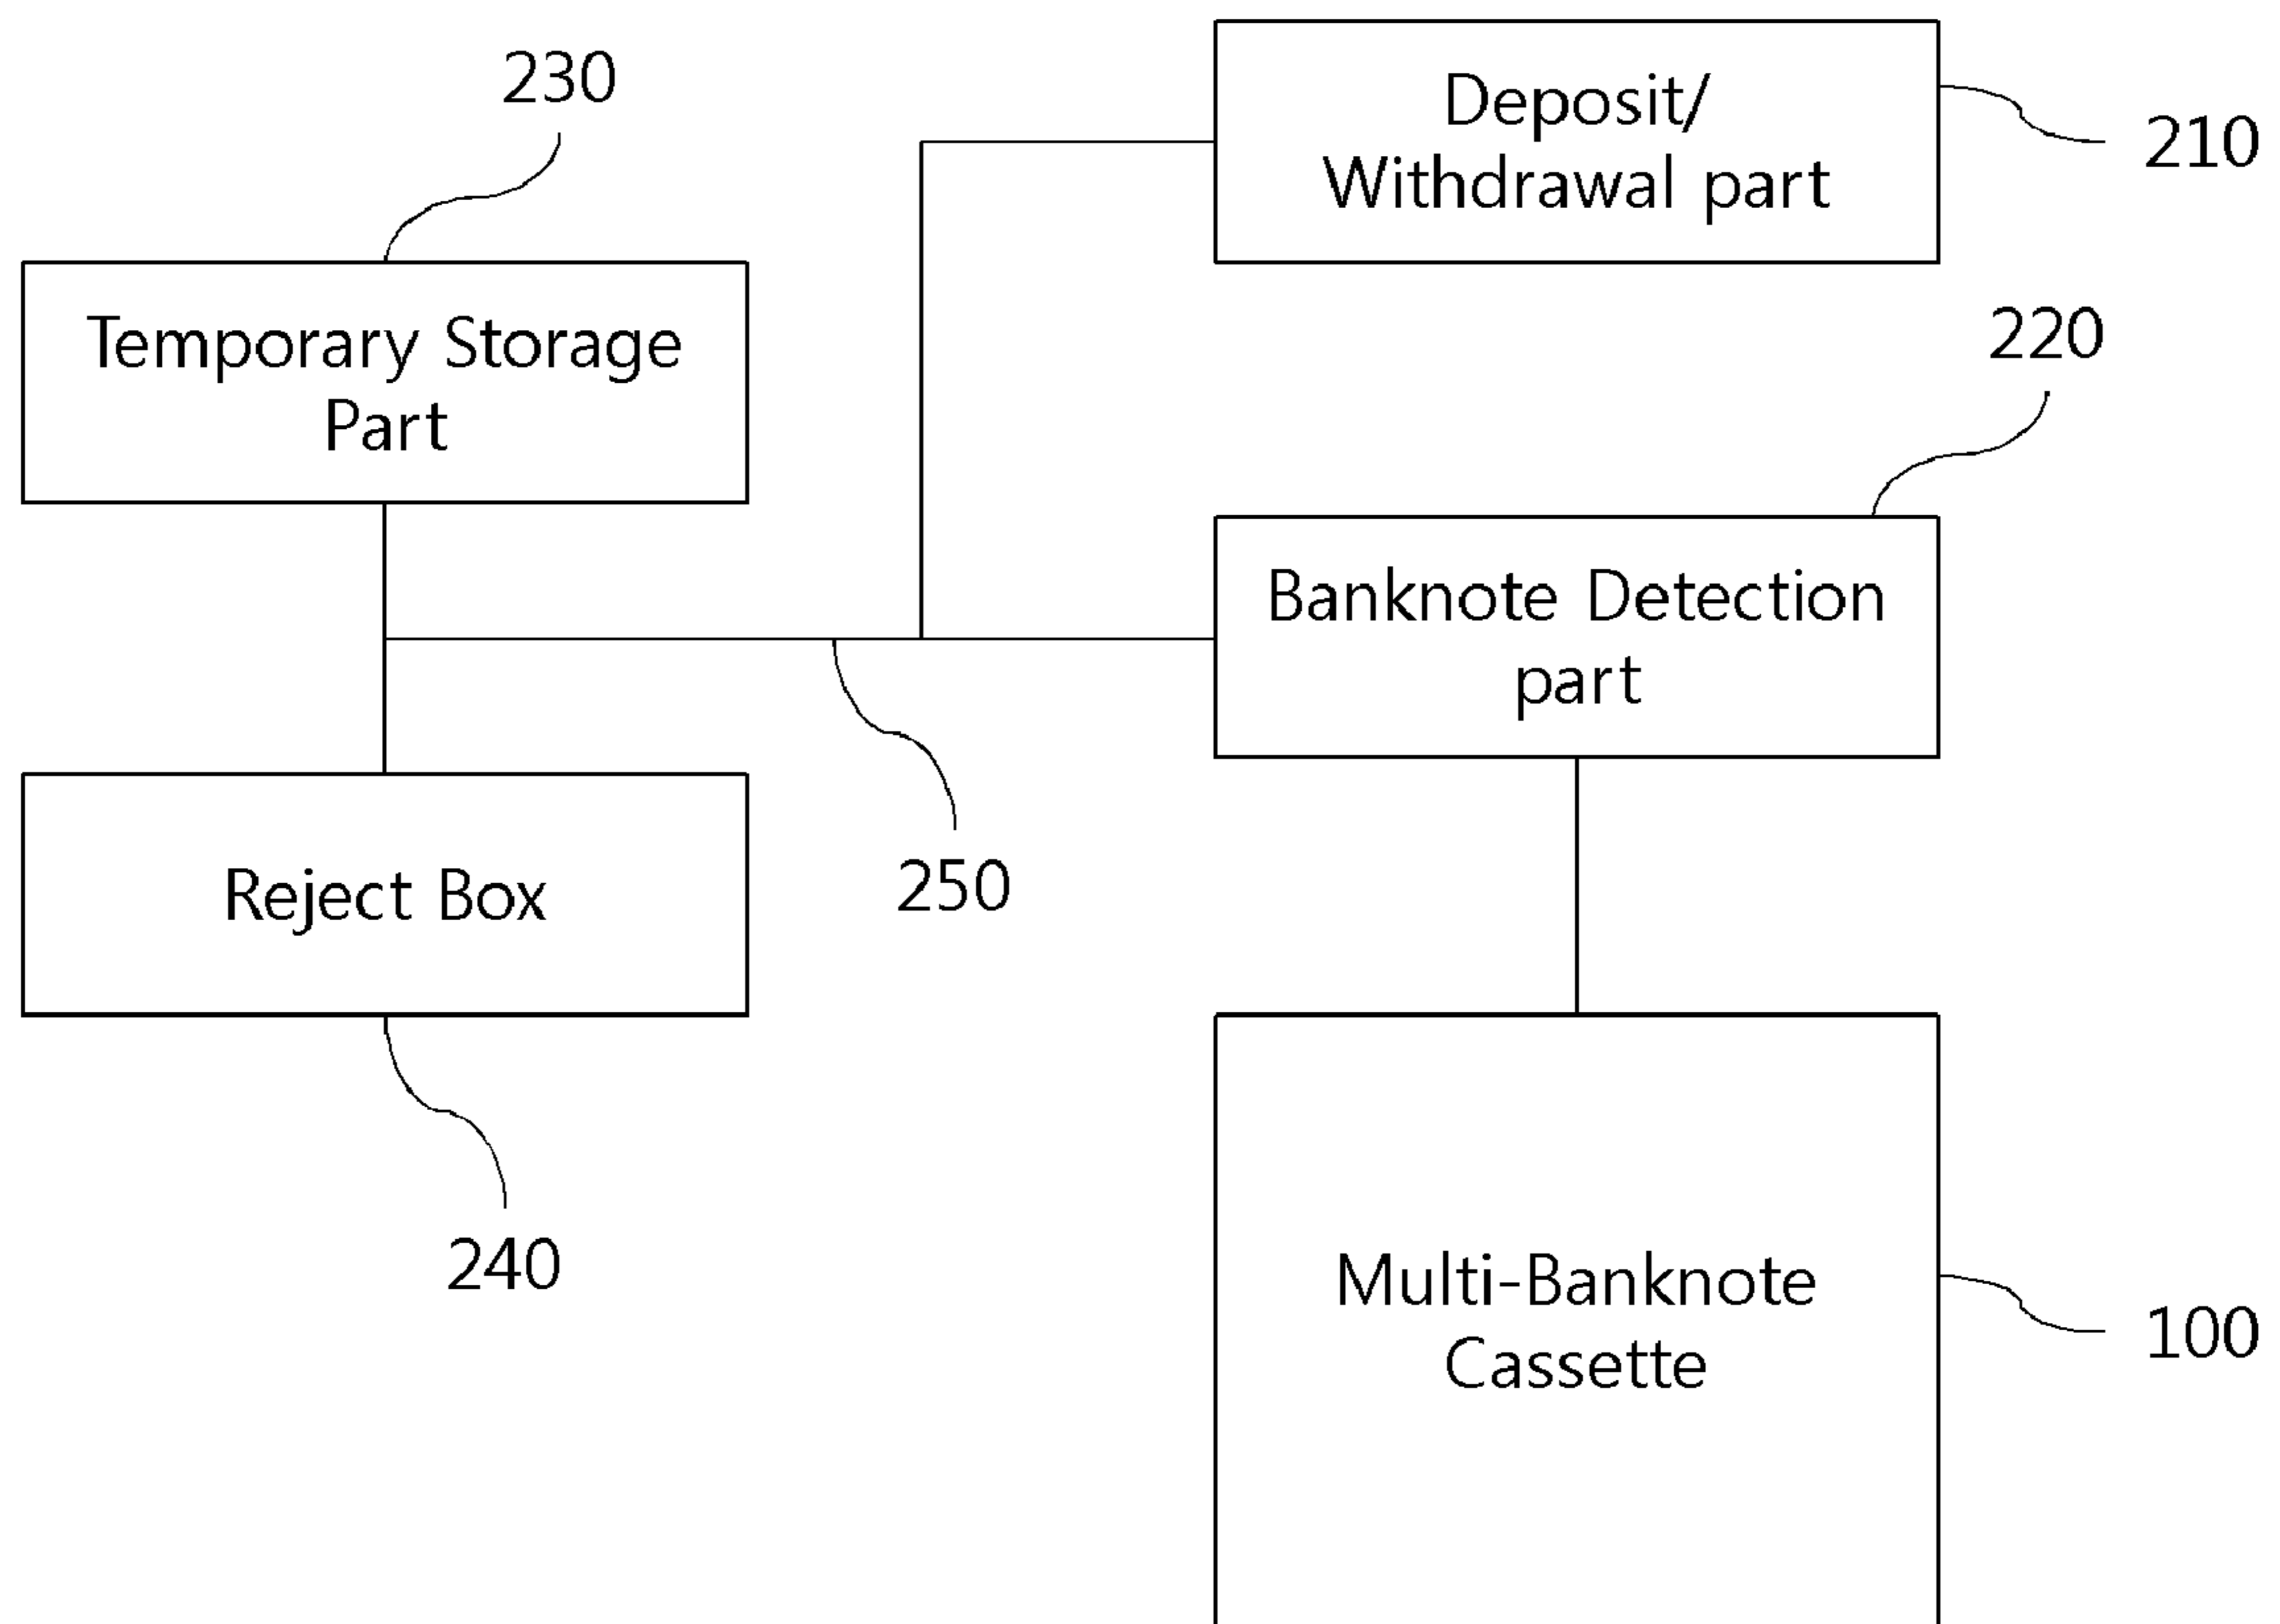 230
Deposit/
Withdrawal part
210
Temporary Storage
Part
220
Banknote Detection
part
Reject Box
250
240
Multi-Banknote
Cassette
100